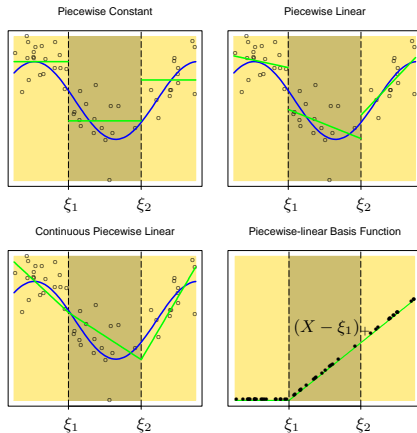 Piecewise Constant
Piecewise Linear
ξ1 ξ2
ξ1 ξ2
Continuous Piecewise Linear
Piecewise-linear Basis Function
(X − ξ1)+
ξ1 ξ2
ξ1 ξ2